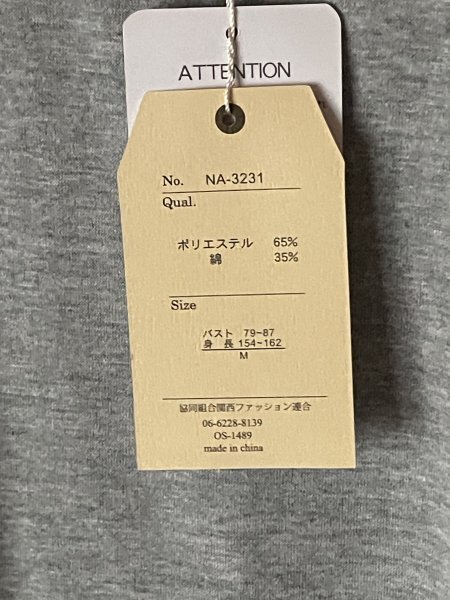 ATTENTION
No. NA-3231
Qual.
ポリエステル 65%
綿 35%
Size
バスト 79~87
身 長 154~162
M
協同組合関西ファッション連合
06-6228-8139
OS-1489
made in china